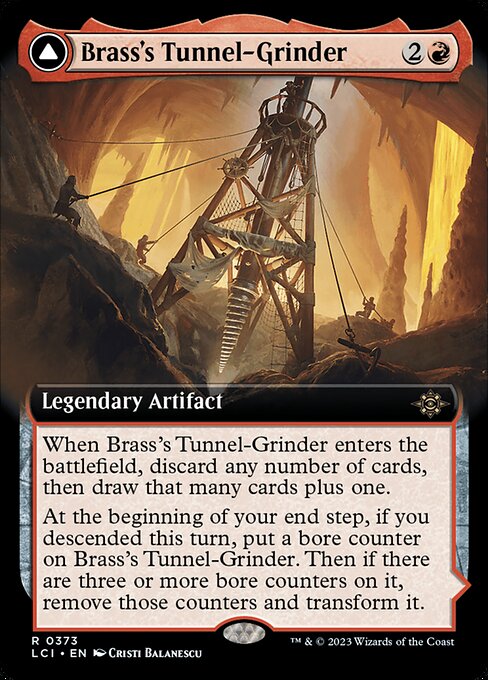 Brass's Tunnel-Grinder 2
Legendary Artifact
When Brass's Tunnel-Grinder enters the
battlefield, discard any number of cards,
then draw that many cards plus one.
At the beginning of your end step, if you
descended this turn, put a bore counter
on Brass's Tunnel-Grinder. Then if there
are three or more bore counters on it,
remove those counters and transform it.
R 0373
LCI • EN Cristi Balanescu
™ & © 2023 Wizards of the Coast